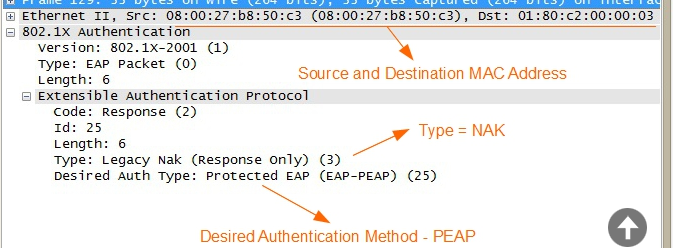 Frame 129: 55 bytes on wire (264 bits), 33 bytes captured (264 bits) on interfac
Ethernet II, Src: 08:00:27:b8:50:c3 (08:00:27:b8:50:c3), Dst: 01:80:c2:00:00:03
802.1X Authentication
Version: 802.1X-2001 (1)
Type: EAP Packet (0)
Length: 6
Source and Destination MAC Address
Extensible Authentication Protocol
Code: Response (2)
Id: 25
Length: 6
Type = NAK
Type: Legacy Nak (Response Only) (3)
Desired Auth Type: Protected EAP (EAP-PEAP) (25)
Desired Authentication Method - PEAP